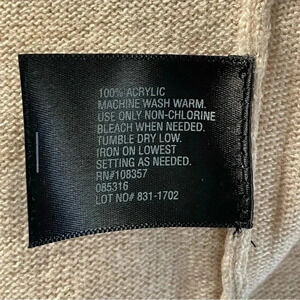 100% ACRYLIC
MACHINE WASH WARM.
USE ONLY NON-CHLORINE
BLEACH WHEN NEEDED.
TUMBLE DRY LOW.
IRON ON LOWEST
SETTING AS NEEDED.
RN#108357
085316
LOT NO# 831-1702